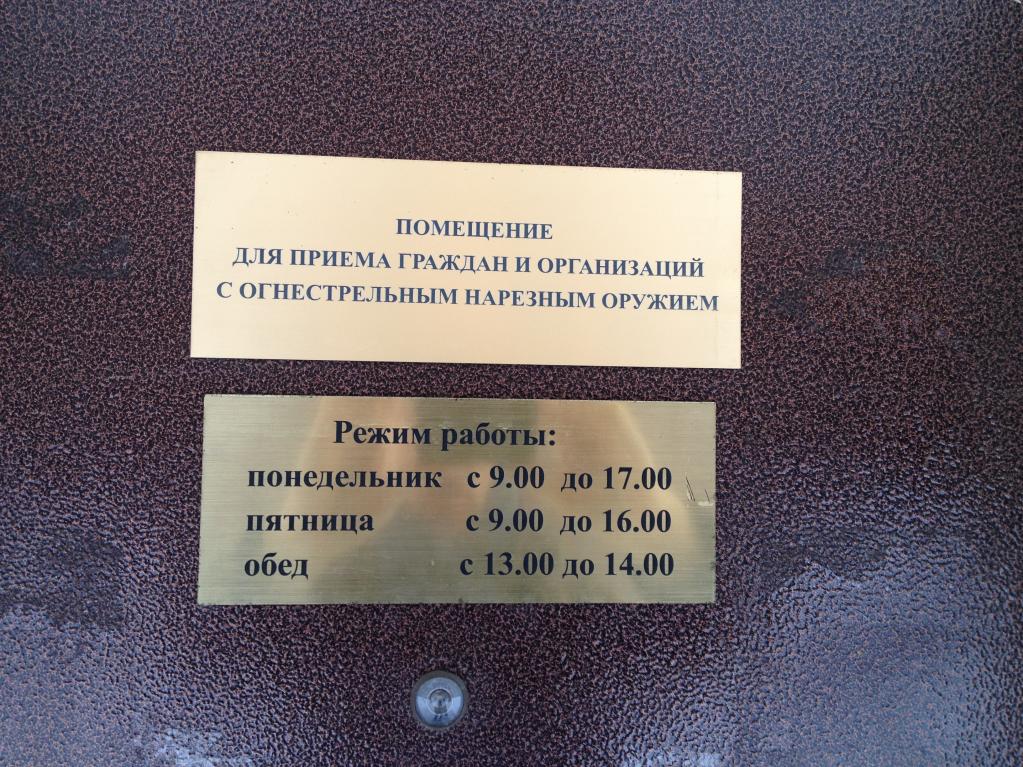 ПОМЕЩЕНИЕ
ДЛЯ ПРИЕМА ГРАЖДАН И ОРГАНИЗАЦИЙ
С ОГНЕСТРЕЛЬНЫМ НАРЕЗНЫМ ОРУЖИЕМ
Режим работы:
понедельник с 9.00 до 17.00
пятница с 9.00 до 16.00
обед с 13.00 до 14.00